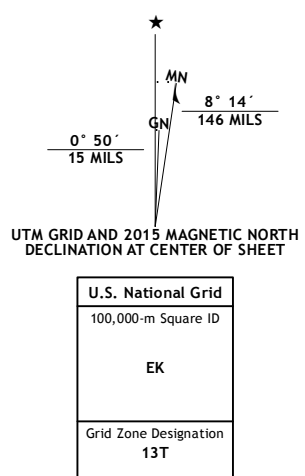 ★
MN
GN
8° 14´
146 MILS
0° 50´
15 MILS
UTM GRID AND 2015 MAGNETIC NORTH
DECLINATION AT CENTER OF SHEET
U.S. National Grid
100,000-m Square ID
EK
Grid Zone Designation
13T